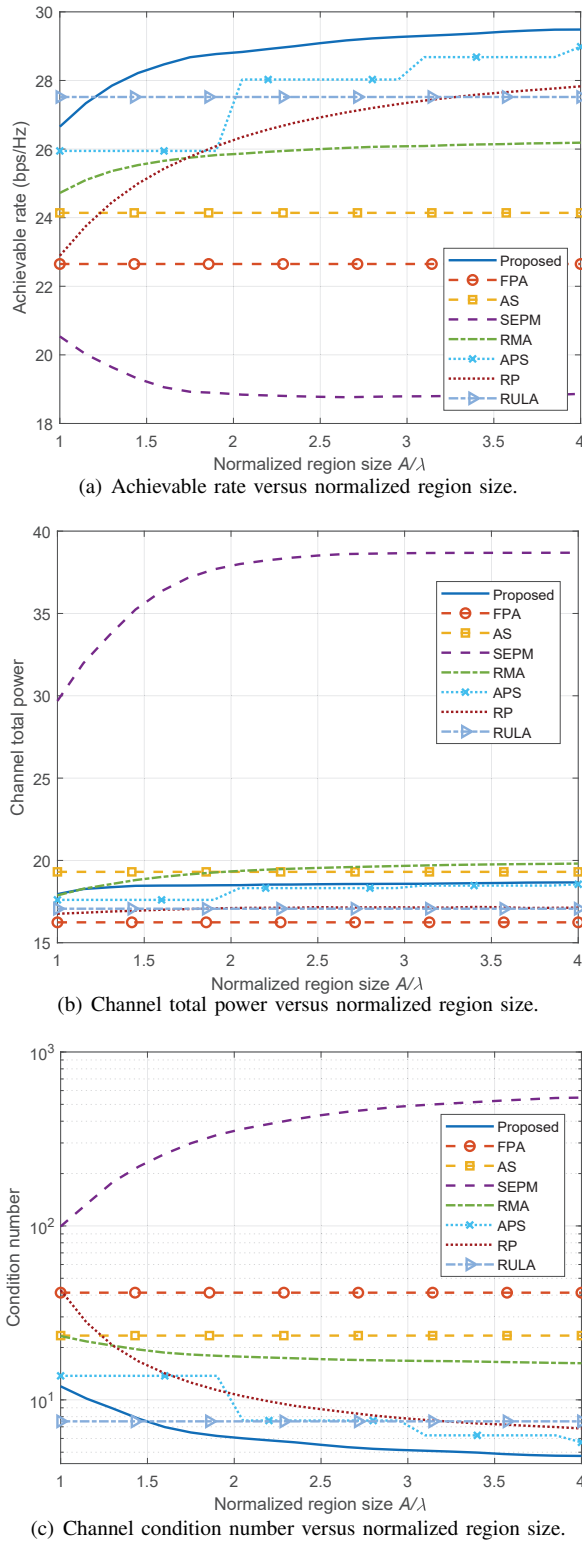 30
28
26
24
22
20
18
Achievable rate (bps/Hz)
Proposed
FPA
AS
SEPM
RMA
APS
RP
RULA
1 1.5 2 2.5 3 3.5 4
Normalized region size A/λ
(a) Achievable rate versus normalized region size.
40
35
30
25
20
15
Channel total power
Proposed
FPA
AS
SEPM
RMA
APS
RP
RULA
1 1.5 2 2.5 3 3.5 4
Normalized region size A/λ
(b) Channel total power versus normalized region size.
10³
10²
10¹
Condition number
Proposed
FPA
AS
SEPM
RMA
APS
RP
RULA
1 1.5 2 2.5 3 3.5 4
Normalized region size A/λ
(c) Channel condition number versus normalized region size.